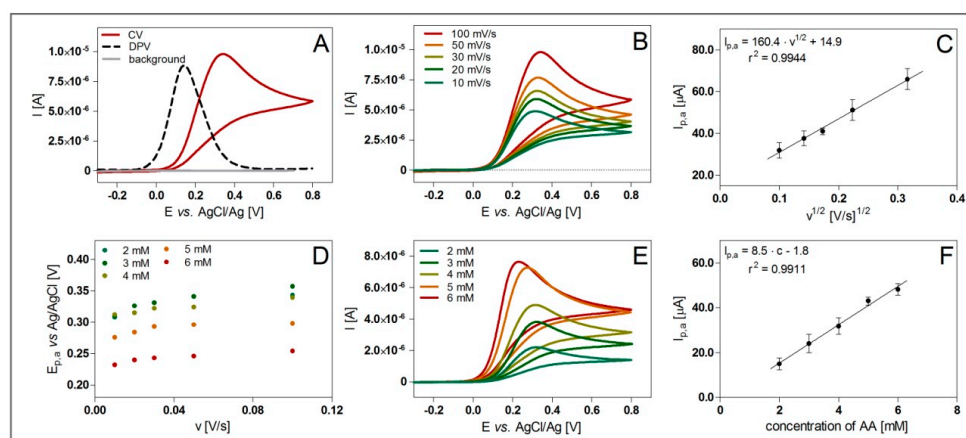 A
CV
DPV
background
1.0×10⁻⁵
7.5×10⁻⁶
5.0×10⁻⁶
2.5×10⁻⁶
0
I [A]
-0.2 0.0 0.2 0.4 0.6 0.8
E vs. AgCl/Ag [V]
B
100 mV/s
50 mV/s
30 mV/s
20 mV/s
10 mV/s
1.0×10⁻⁵
7.5×10⁻⁶
5.0×10⁻⁶
2.5×10⁻⁶
0
I [A]
-0.2 0.0 0.2 0.4 0.6 0.8
E vs. AgCl/Ag [V]
C
Iₚ,ₐ = 160.4 · v¹ᐟ² + 14.9
r² = 0.9944
80.0
60.0
40.0
20.0
Iₚ,ₐ [µA]
0.0 0.1 0.2 0.3 0.4
v¹ᐟ² [V/s]¹ᐟ²
D
2 mM
3 mM
4 mM
5 mM
6 mM
0.40
0.35
0.30
0.25
0.20
Eₚ,ₐ vs Ag/AgCl [V]
0.00 0.04 0.08 0.12
v [V/s]
E
2 mM
3 mM
4 mM
5 mM
6 mM
8.0×10⁻⁶
6.0×10⁻⁶
4.0×10⁻⁶
2.0×10⁻⁶
0
I [A]
-0.2 0.0 0.2 0.4 0.6 0.8
E vs. AgCl/Ag [V]
F
Iₚ,ₐ = 8.5 · c - 1.8
r² = 0.9911
60.0
40.0
20.0
0.0
Iₚ,ₐ [µA]
0 2 4 6 8
concentration of AA [mM]